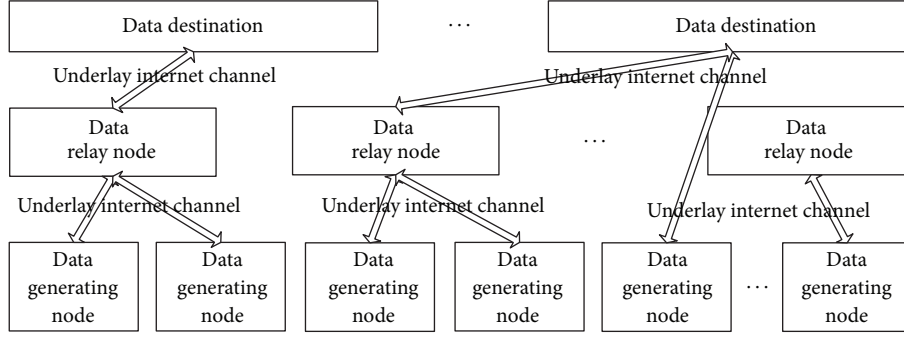 Data destination
...
Data destination
Underlay internet channel
Underlay internet channel
Data
relay node
Data
relay node
...
Data
relay node
Underlay internet channel
Underlay internet channel
Underlay internet channel
Data
generating
node
Data
generating
node
Data
generating
node
Data
generating
node
Data
generating
node
...
Data
generating
node